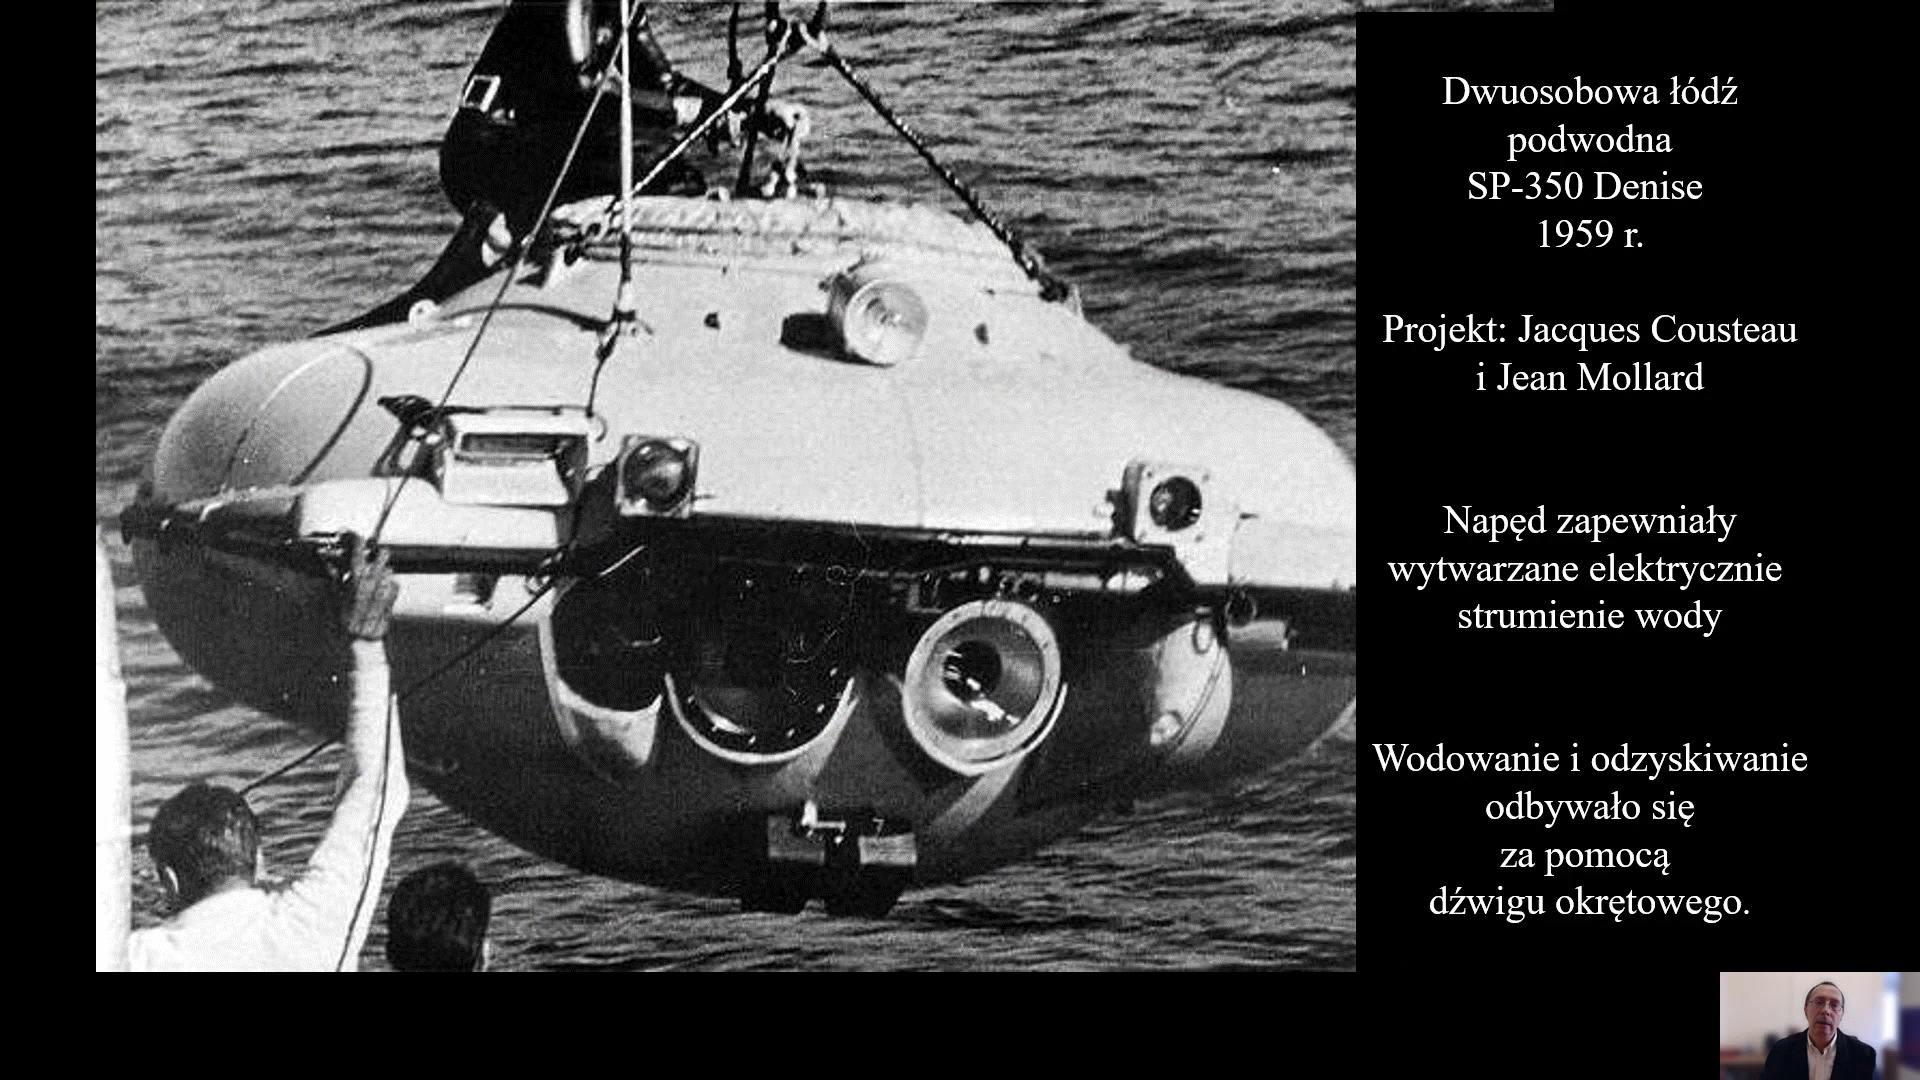 Dwuosobowa łódź
podwodna
SP-350 Denise
1959 r.
Projekt: Jacques Cousteau
i Jean Mollard
Napęd zapewniały
wytwarzane elektrycznie
strumienie wody
Wodowanie i odzyskiwanie
odbywało się
za pomocą
dźwigu okrętowego.